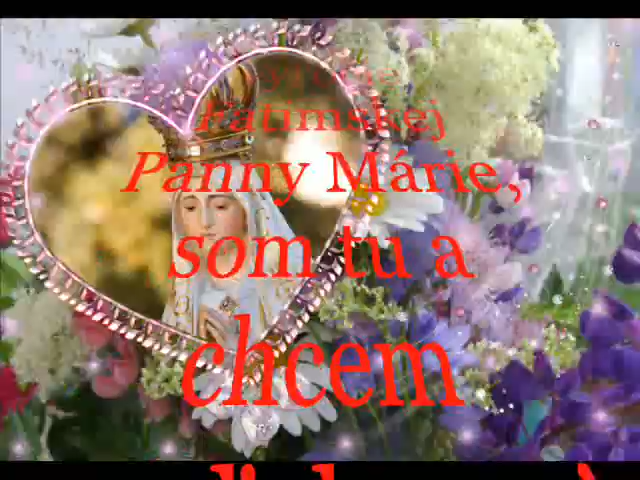 Fatimskej
Panny Márie,
som tu a
chcem